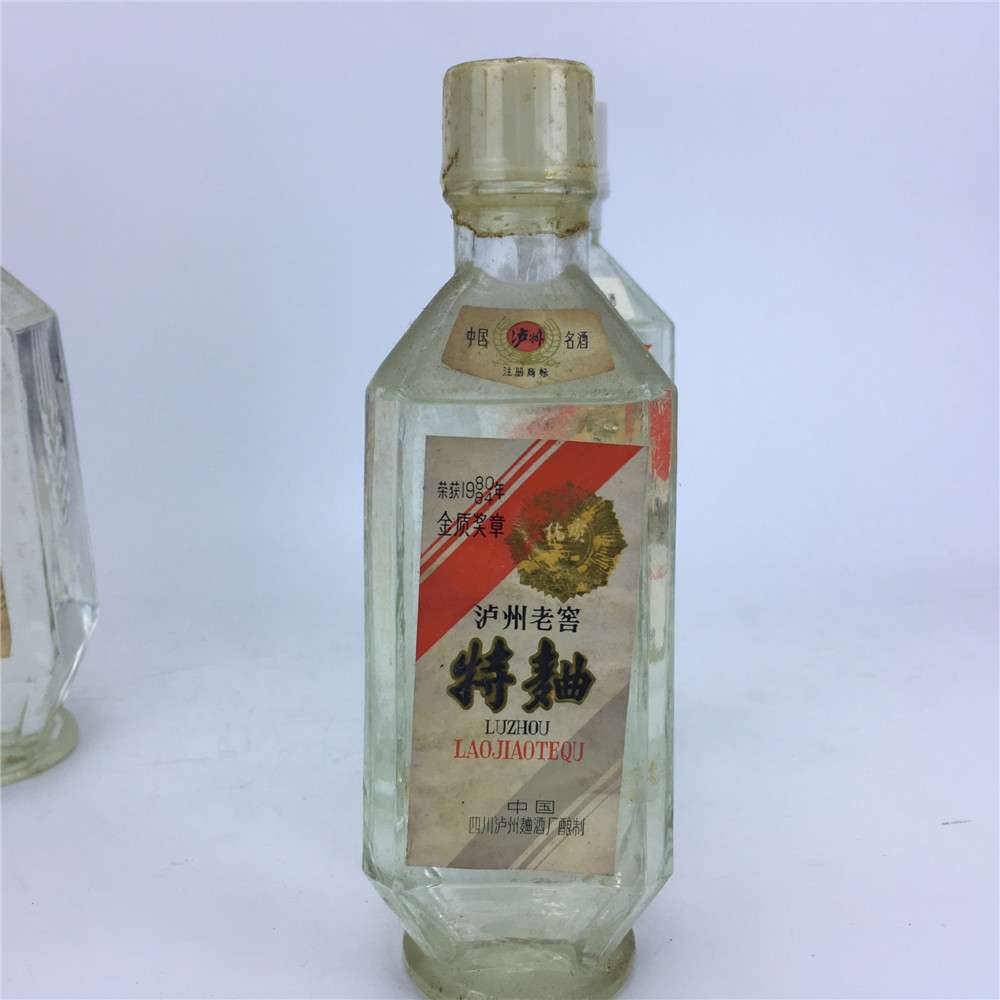 中国 泸州 名酒
注册商标
荣获1980 84年
金质奖章
优质
泸州老窖
特麯
LUZHOU
LAOJIAOTEQU
中国
四川泸州麯酒厂酿制